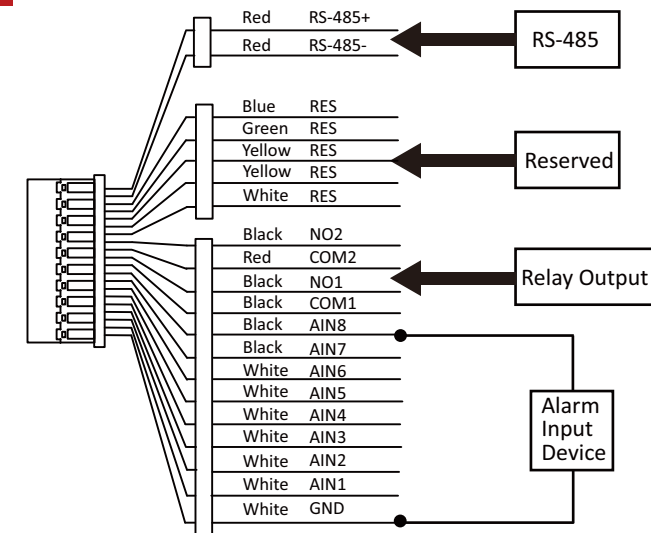 Red RS-485+
Red RS-485-
RS-485
Blue RES
Green RES
Yellow RES
Yellow RES
White RES
Reserved
Black NO2
Red COM2
Black NO1
Black COM1
Relay Output
Black AIN8
Black AIN7
White AIN6
White AIN5
White AIN4
White AIN3
White AIN2
White AIN1
White GND
Alarm
Input
Device